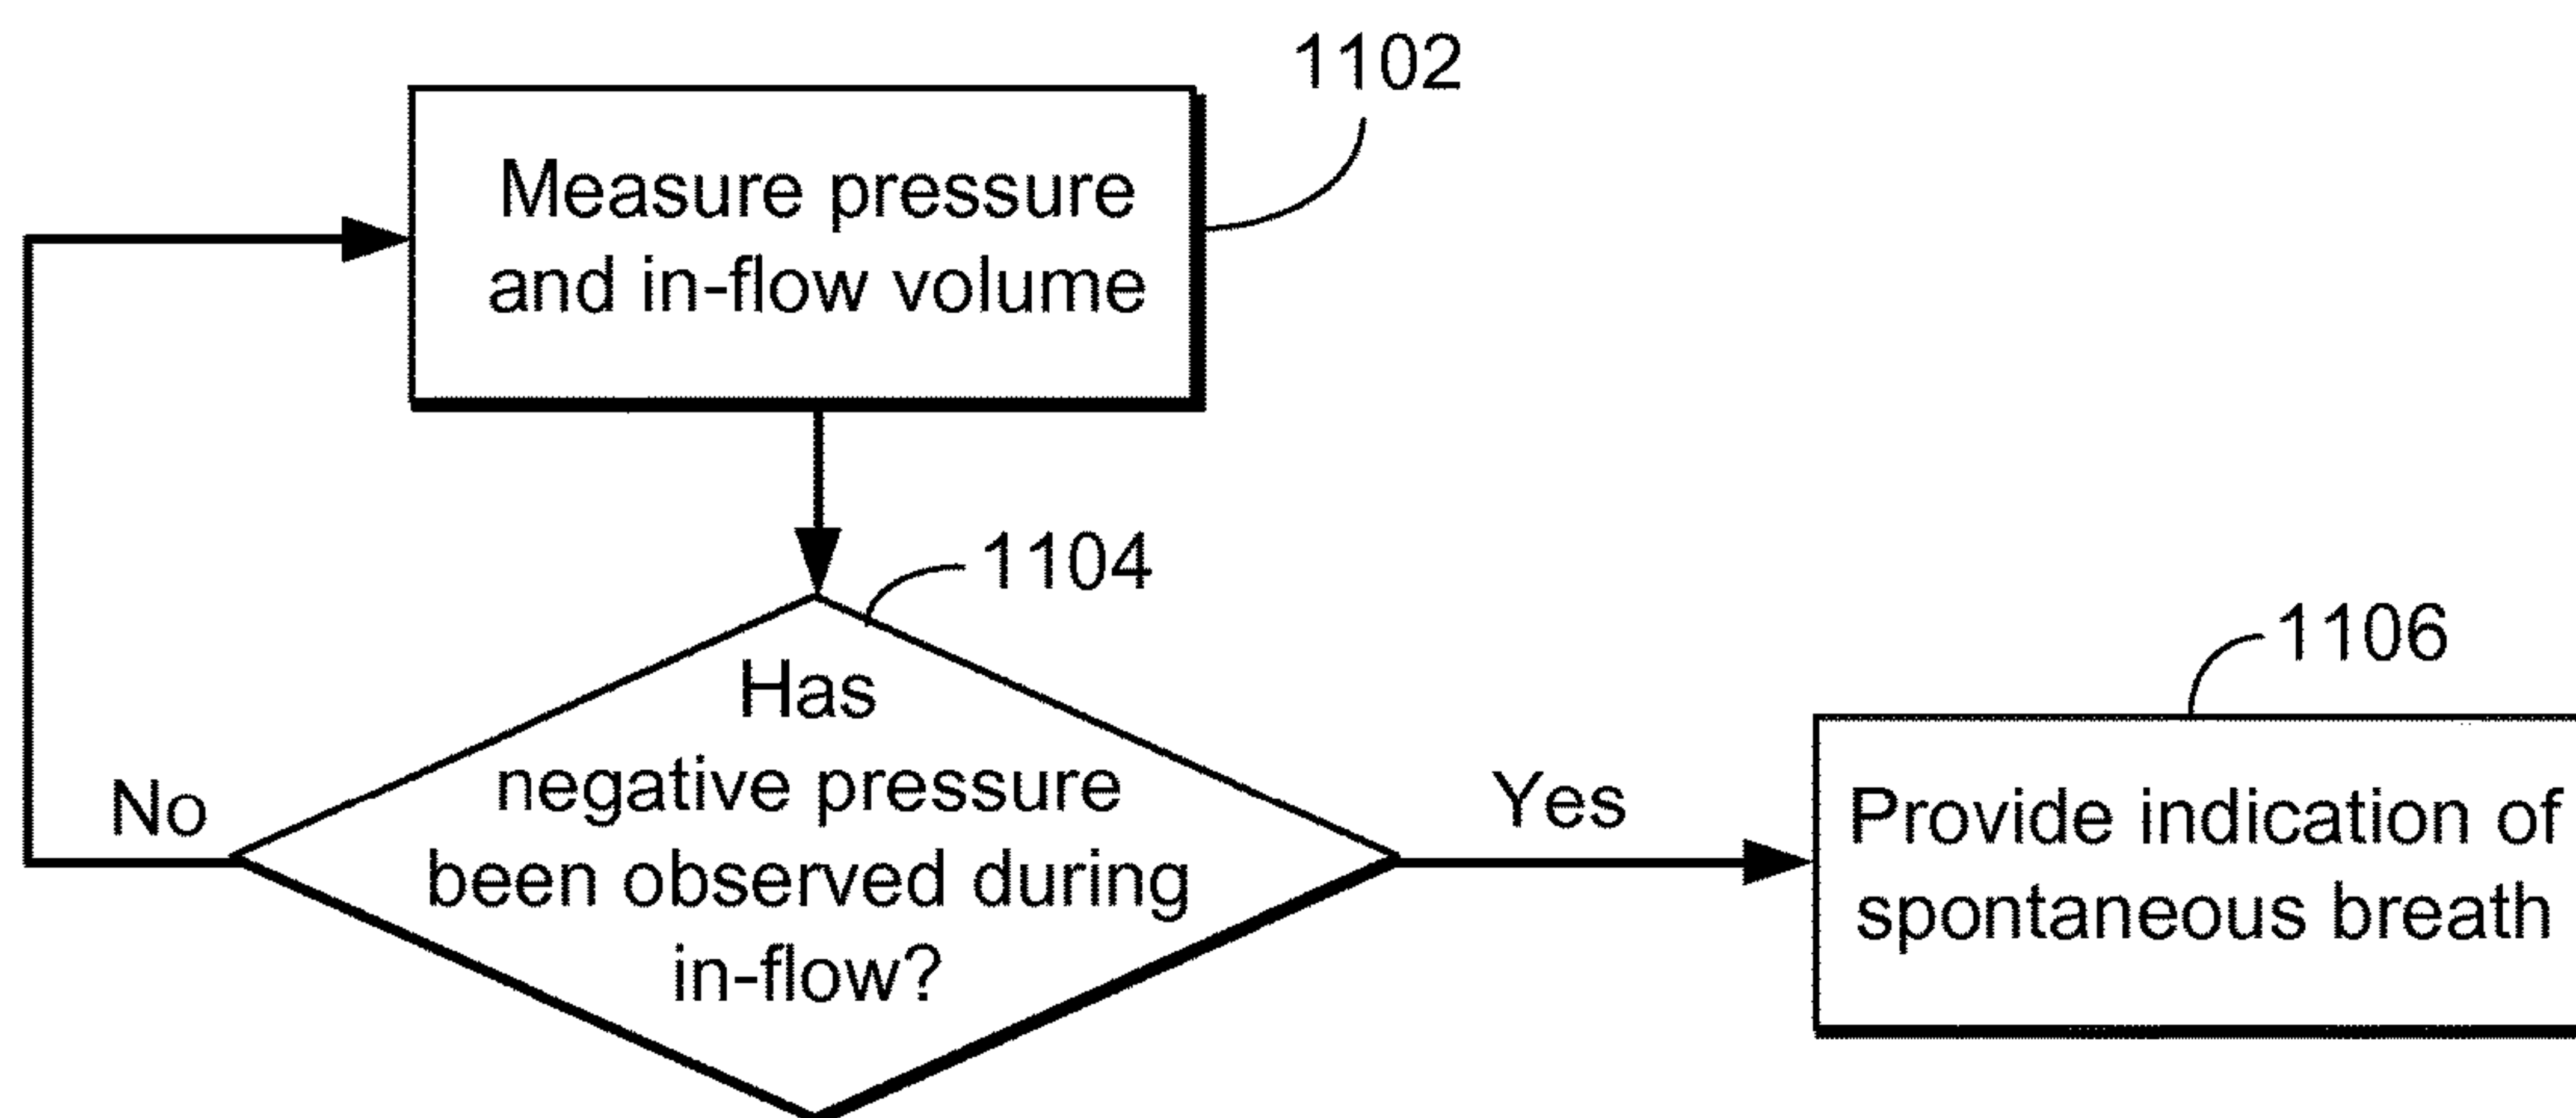 1102
Measure pressure
and in-flow volume
1104
Has
negative pressure
been observed during
in-flow?
No
Yes
1106
Provide indication of
spontaneous breath